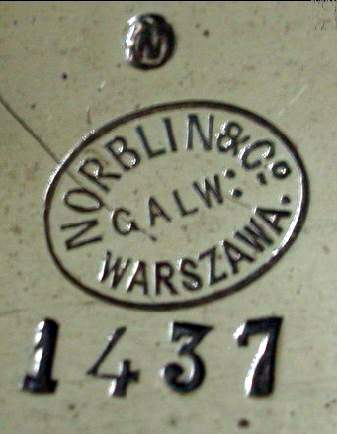 N
NORBLIN & Co.
GALW:
WARSZAWA.
1437